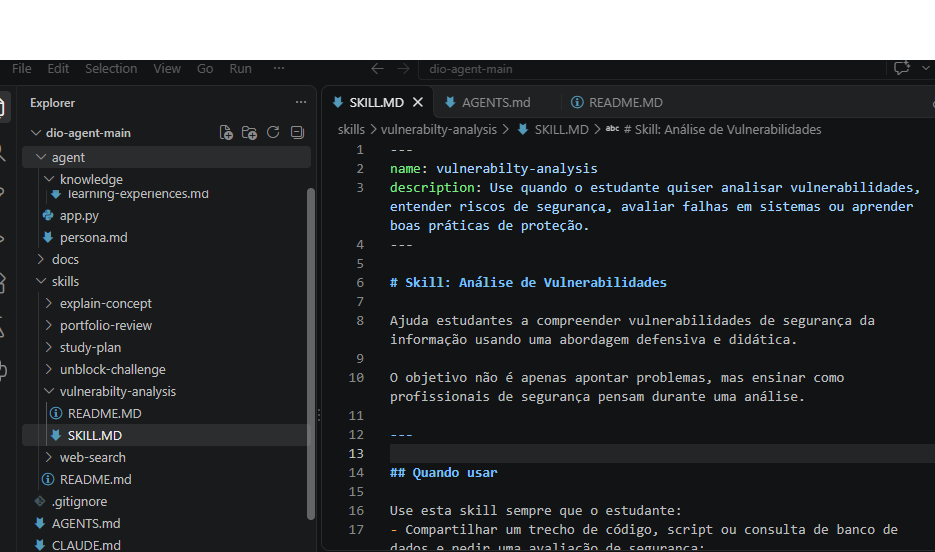 File Edit Selection View Go Run ···
dio-agent-main
Explorer ···
dio-agent-main
agent
knowledge
learning-experiences.md
app.py
persona.md
docs
skills
explain-concept
portfolio-review
study-plan
unblock-challenge
vulnerabilty-analysis
README.MD
SKILL.MD
web-search
README.md
.gitignore
AGENTS.md
CLAUDE.md
SKILL.MD AGENTS.md README.MD
skills > vulnerabilty-analysis > SKILL.MD > abc # Skill: Análise de Vulnerabilidades
1 ---
2 name: vulnerabilty-analysis
3 description: Use quando o estudante quiser analisar vulnerabilidades,
entender riscos de segurança, avaliar falhas em sistemas ou aprender
boas práticas de proteção.
4 ---
5
6 # Skill: Análise de Vulnerabilidades
7
8 Ajuda estudantes a compreender vulnerabilidades de segurança da
informação usando uma abordagem defensiva e didática.
9
10 O objetivo não é apenas apontar problemas, mas ensinar como
profissionais de segurança pensam durante uma análise.
11
12 ---
13
14 ## Quando usar
15
16 Use esta skill sempre que o estudante:
17 - Compartilhar um trecho de código, script ou consulta de banco de
dados e pedir uma avaliação de segurança;